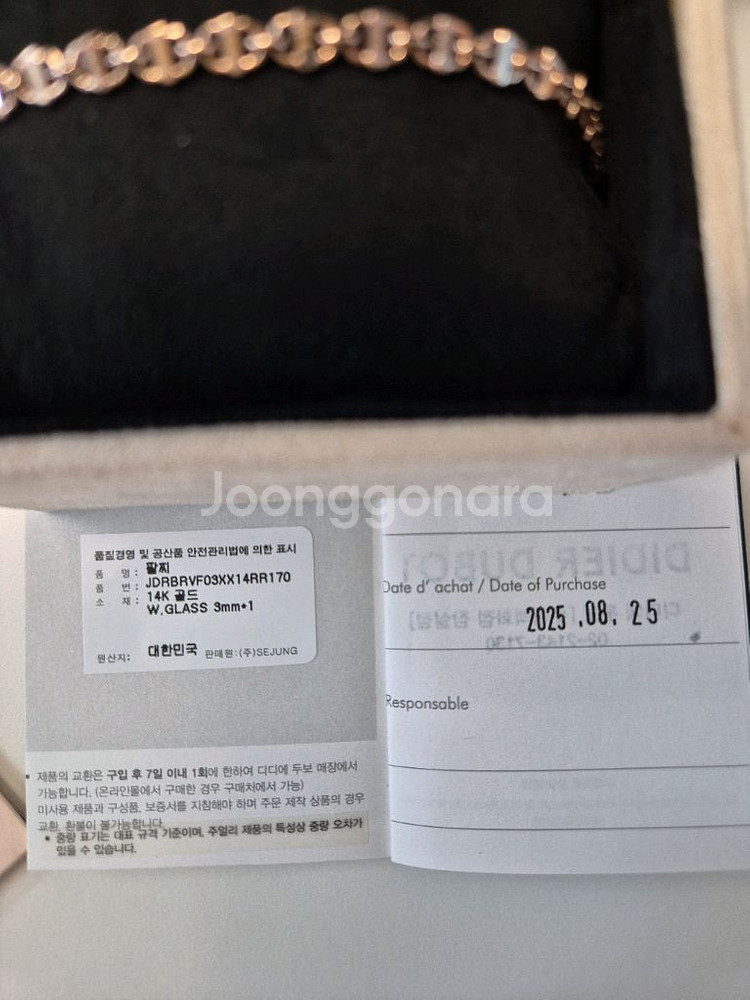 Joonggonara
품질경영 및 공산품 안전관리법에 의한 표시
품 명 : 팔찌
품 번 : JDRBRVF03XX14RR170
소 재 : 14K 골드
W.GLASS 3mm*1
원산지: 대한민국 판매원:(주)SEJUNG
• 제품의 교환은 구입 후 7일 이내 1회에 한하여 디디에 두보 매장에서
가능합니다. (온라인몰에서 구매한 경우 구매처에서 가능)
미사용 제품과 구성품, 보증서를 지참해야 하며 주문 제작 상품의 경우
교환, 환불이 불가능합니다.
• 중량 표기는 대표 규격 기준이며, 주얼리 제품의 특성상 중량 오차가
있을 수 있습니다.
DIDIER DUBOT
Date d' achat / Date of Purchase
2025 .08. 25
02-2143-7130
Responsable